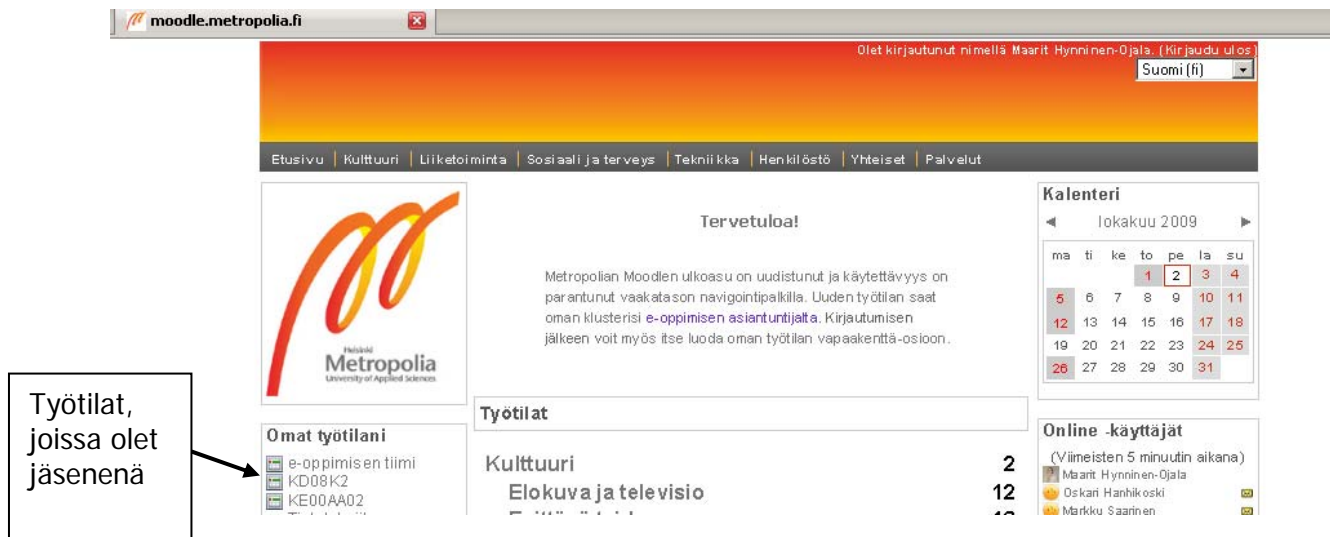 moodle.metropolia.fi
Olet kirjautunut nimellä Maarit Hynninen-Ojala. (Kirjaudu ulos)
Suomi (fi)
Etusivu | Kulttuuri | Liiketoiminta | Sosiaali ja terveys | Tekniikka | Henkilöstö | Yhteiset | Palvelut
Helsinki
Metropolia
University of Applied Sciences
Tervetuloa!
Metropolian Moodlen ulkoasu on uudistunut ja käytettävyys on
parantunut vaakatason navigointipalkilla. Uuden työtilan saat
oman klusterisi e-oppimisen asiantuntijalta. Kirjautumisen
jälkeen voit myös itse luoda oman työtilan vapaakenttä-osioon.
Kalenteri
◄ lokakuu 2009 ►
ma ti ke to pe la su
1 2 3 4
5 6 7 8 9 10 11
12 13 14 15 16 17 18
19 20 21 22 23 24 25
26 27 28 29 30 31
Työtilat,
joissa olet
jäsenenä
Omat työtilani
e-oppimisen tiimi
KD08K2
KE00AA02
Työtilat
Kulttuuri 2
Elokuva ja televisio 12
Online -käyttäjät
(Viimeisten 5 minuutin aikana)
Maarit Hynninen-Ojala
Oskari Hanhikoski
Markku Saarinen